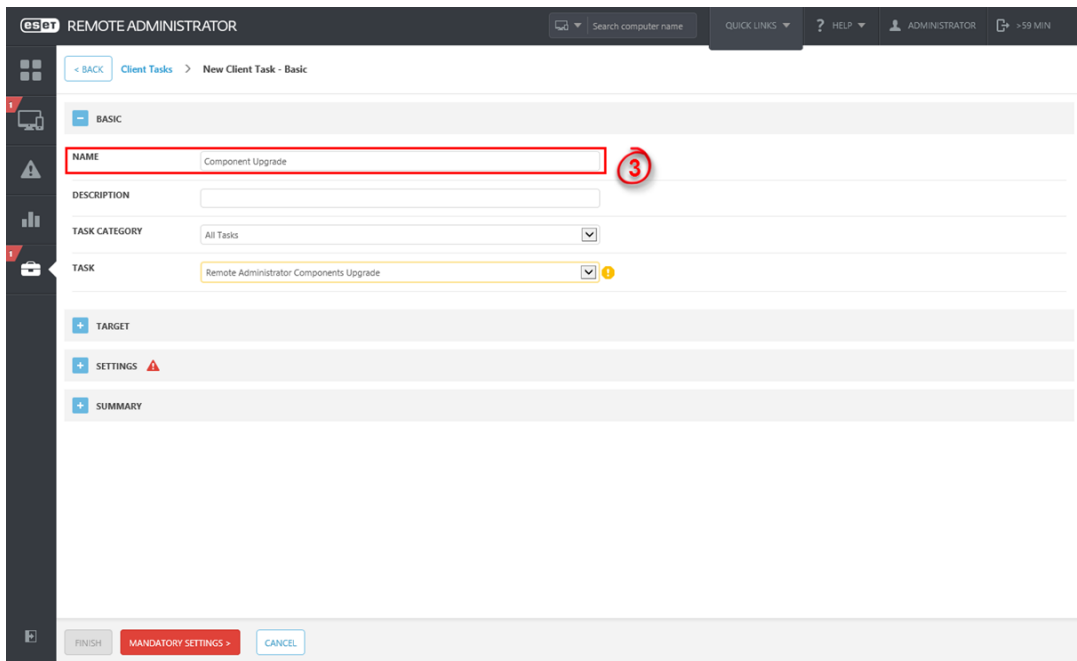 eset REMOTE ADMINISTRATOR
Search computer name
QUICK LINKS
? HELP
ADMINISTRATOR
>59 MIN
< BACK Client Tasks > New Client Task - Basic
1
1
BASIC
NAME Component Upgrade
3
DESCRIPTION
TASK CATEGORY All Tasks
TASK Remote Administrator Components Upgrade
TARGET
SETTINGS
SUMMARY
FINISH MANDATORY SETTINGS > CANCEL